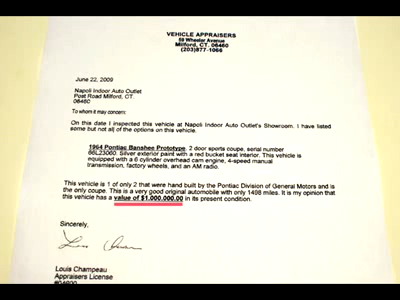 VEHICLE APPRAISERS
59 Wheeler Avenue
Milford, CT. 06460
(203)877-1066
June 22, 2009
Napoli Indoor Auto Outlet
Post Road Milford, CT.
06460
To whom it may concern:
On this date I inspected this vehicle at Napoli Indoor Auto Outlet's Showroom. I have listed
some but not all of the options on this vehicle.
1964 Pontiac Banshee Prototype, 2 door sports coupe, serial number
66L23060. Silver exterior paint with a red bucket seat interior. This vehicle is
equipped with a 6 cylinder overhead cam engine, 4-speed manual
transmission, factory wheels, and an AM radio.
This vehicle is 1 of only 2 that were hand built by the Pontiac Division of General Motors and is
the only coupe. This is a very good original automobile with only 1498 miles. It is my opinion that
this vehicle has a value of $1,000,000.00 in its present condition.
Sincerely,
Louis Champeau
Appraisers License